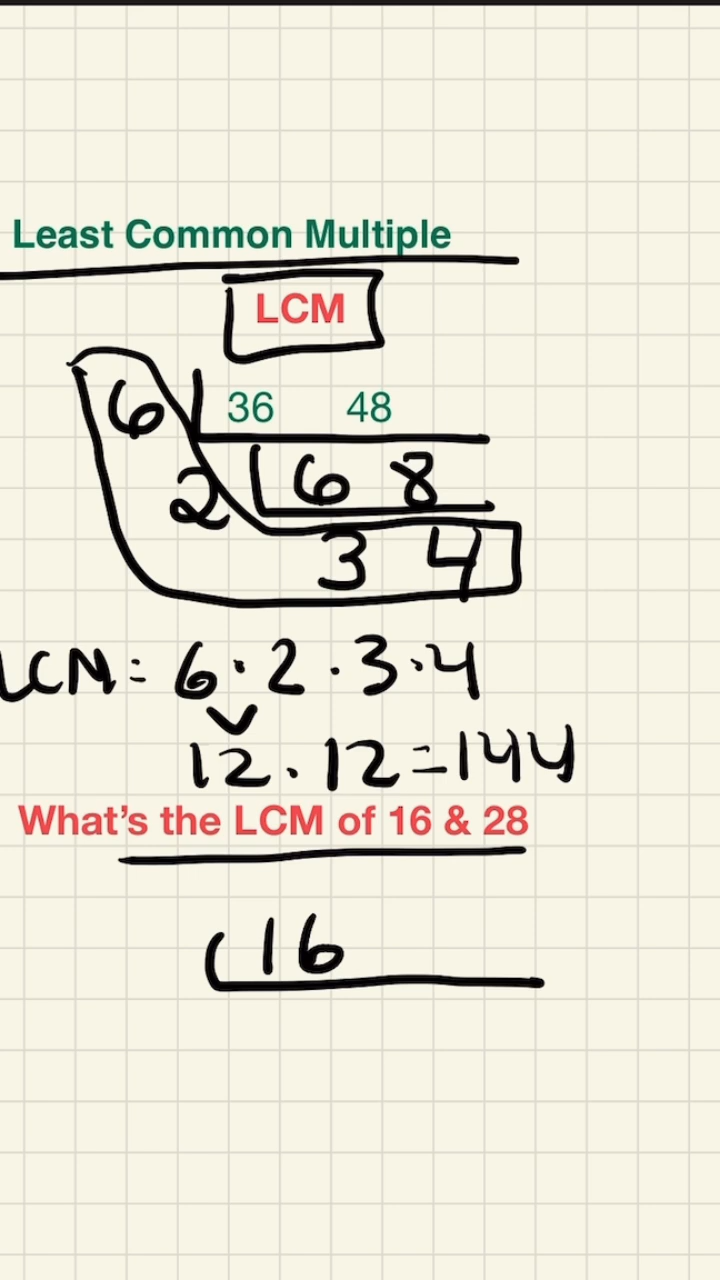 Least Common Multiple
LCM
6 36 48
2 6 8
3 4
LCM: 6·2·3·4
12·12=144
What's the LCM of 16 & 28
16